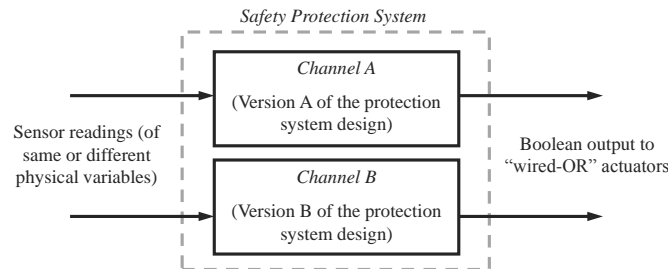 Safety Protection System
Channel A
(Version A of the protection
system design)
Sensor readings (of
same or different
physical variables)
Boolean output to
“wired-OR” actuators
Channel B
(Version B of the protection
system design)